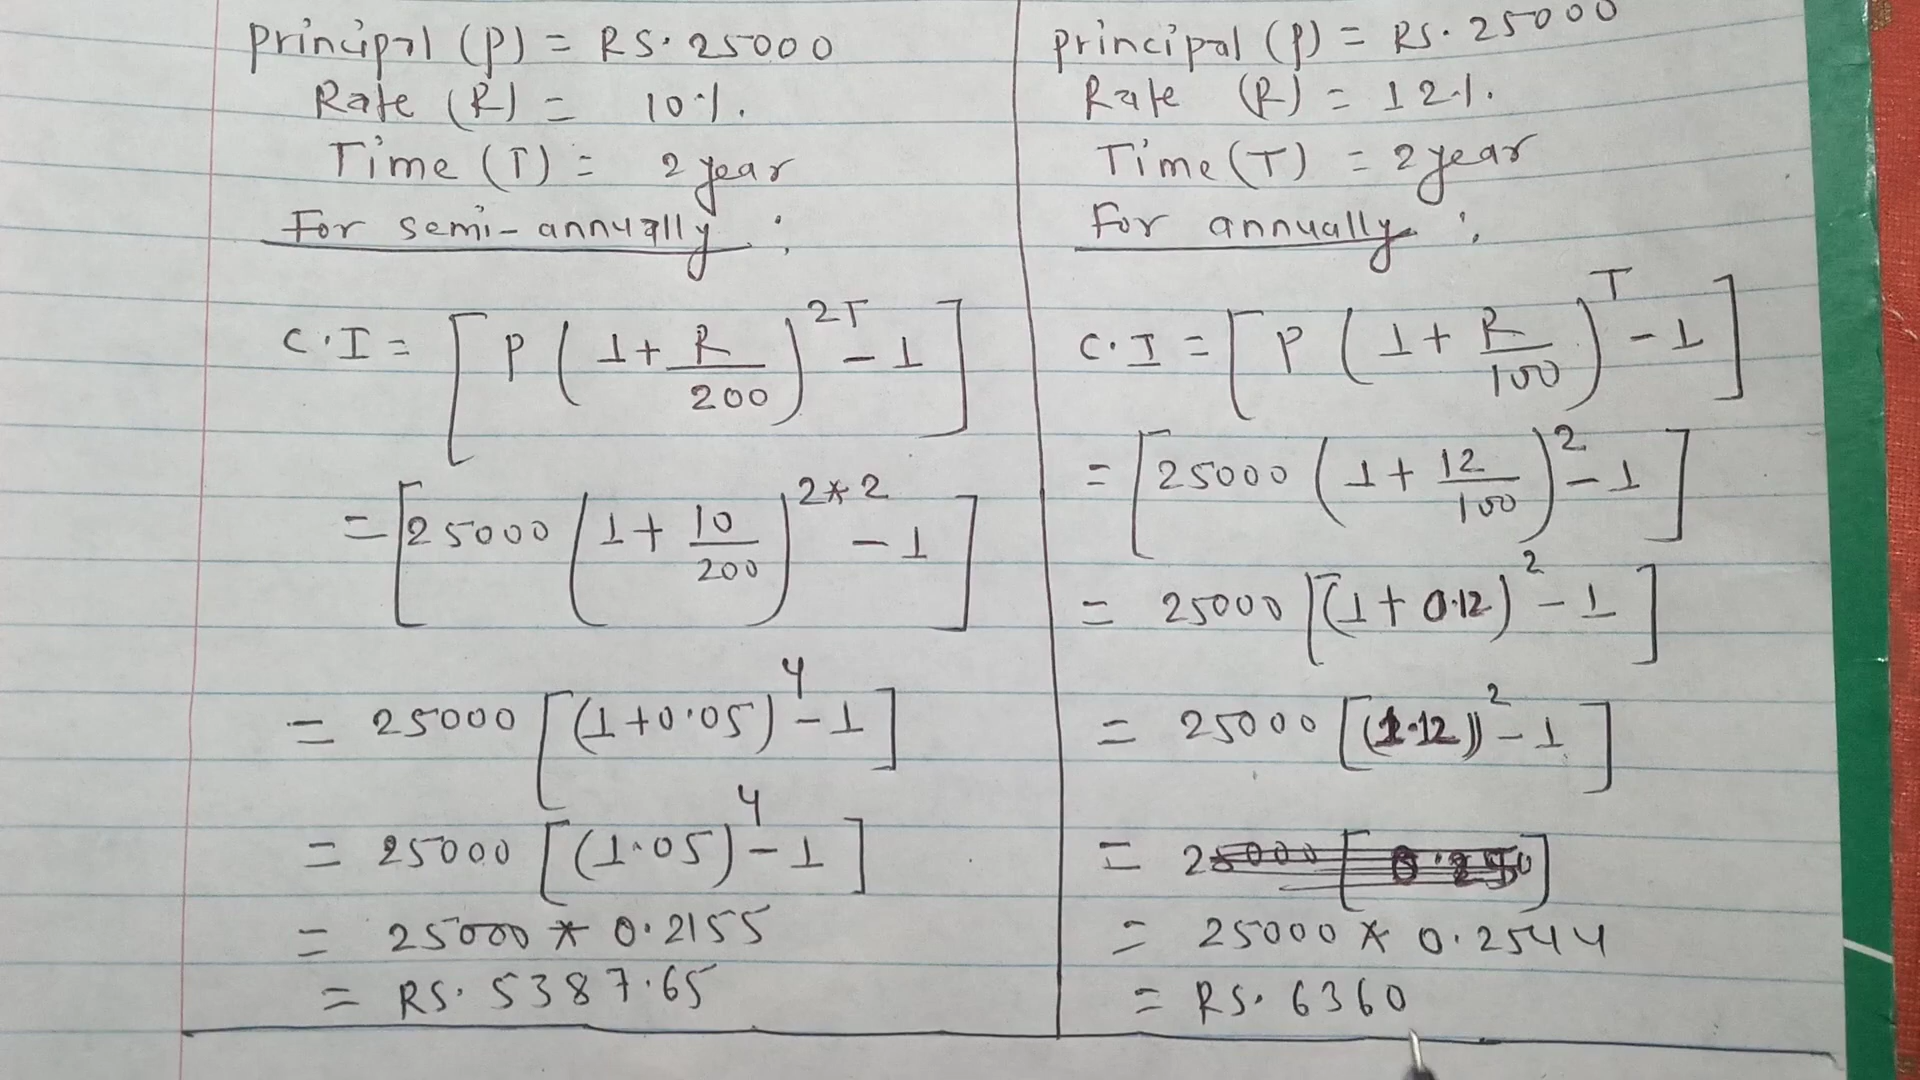 Principal (P) = RS. 25000
Rate (R) = 10%.
Time (T) = 2 year
For semi-annually :
C.I = [P(1 + R/200)^2T - 1]
= [25000(1 + 10/200)^2*2 - 1]
= 25000[(1+0.05)^4 - 1]
= 25000[(1.05)^4 - 1]
= 25000 * 0.2155
= RS. 5387.65
principal (P) = RS. 25000
Rate (R) = 12%.
Time (T) = 2 year
For annually :
C.I = [P(1 + R/100)^T - 1]
= [25000(1 + 12/100)^2 - 1]
= 25000[(1 + 0.12)^2 - 1]
= 25000[(1.12)^2 - 1]
= 25000[
= 25000 * 0.2544
= RS. 6360